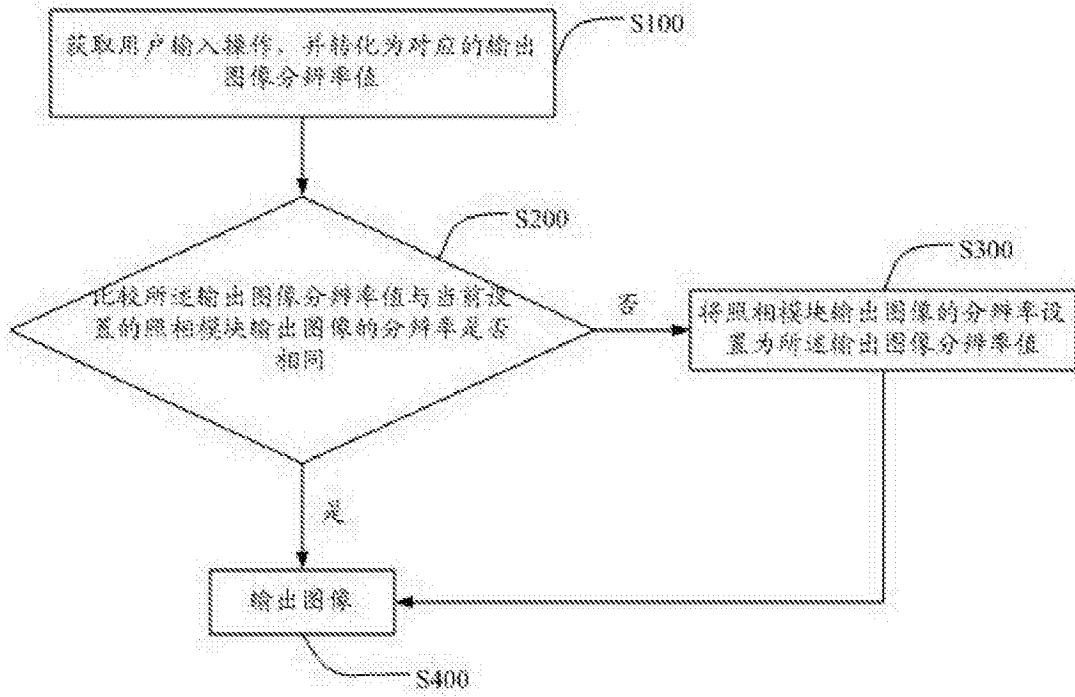 S100
获取用户输入操作，并转化为对应的输出
图像分辨率值
S200
比较所述输出图像分辨率值与当前设
置的照相模块输出图像的分辨率是否
相同
否
S300
将照相模块输出图像的分辨率设
置为所述输出图像分辨率值
是
输出图像
S400